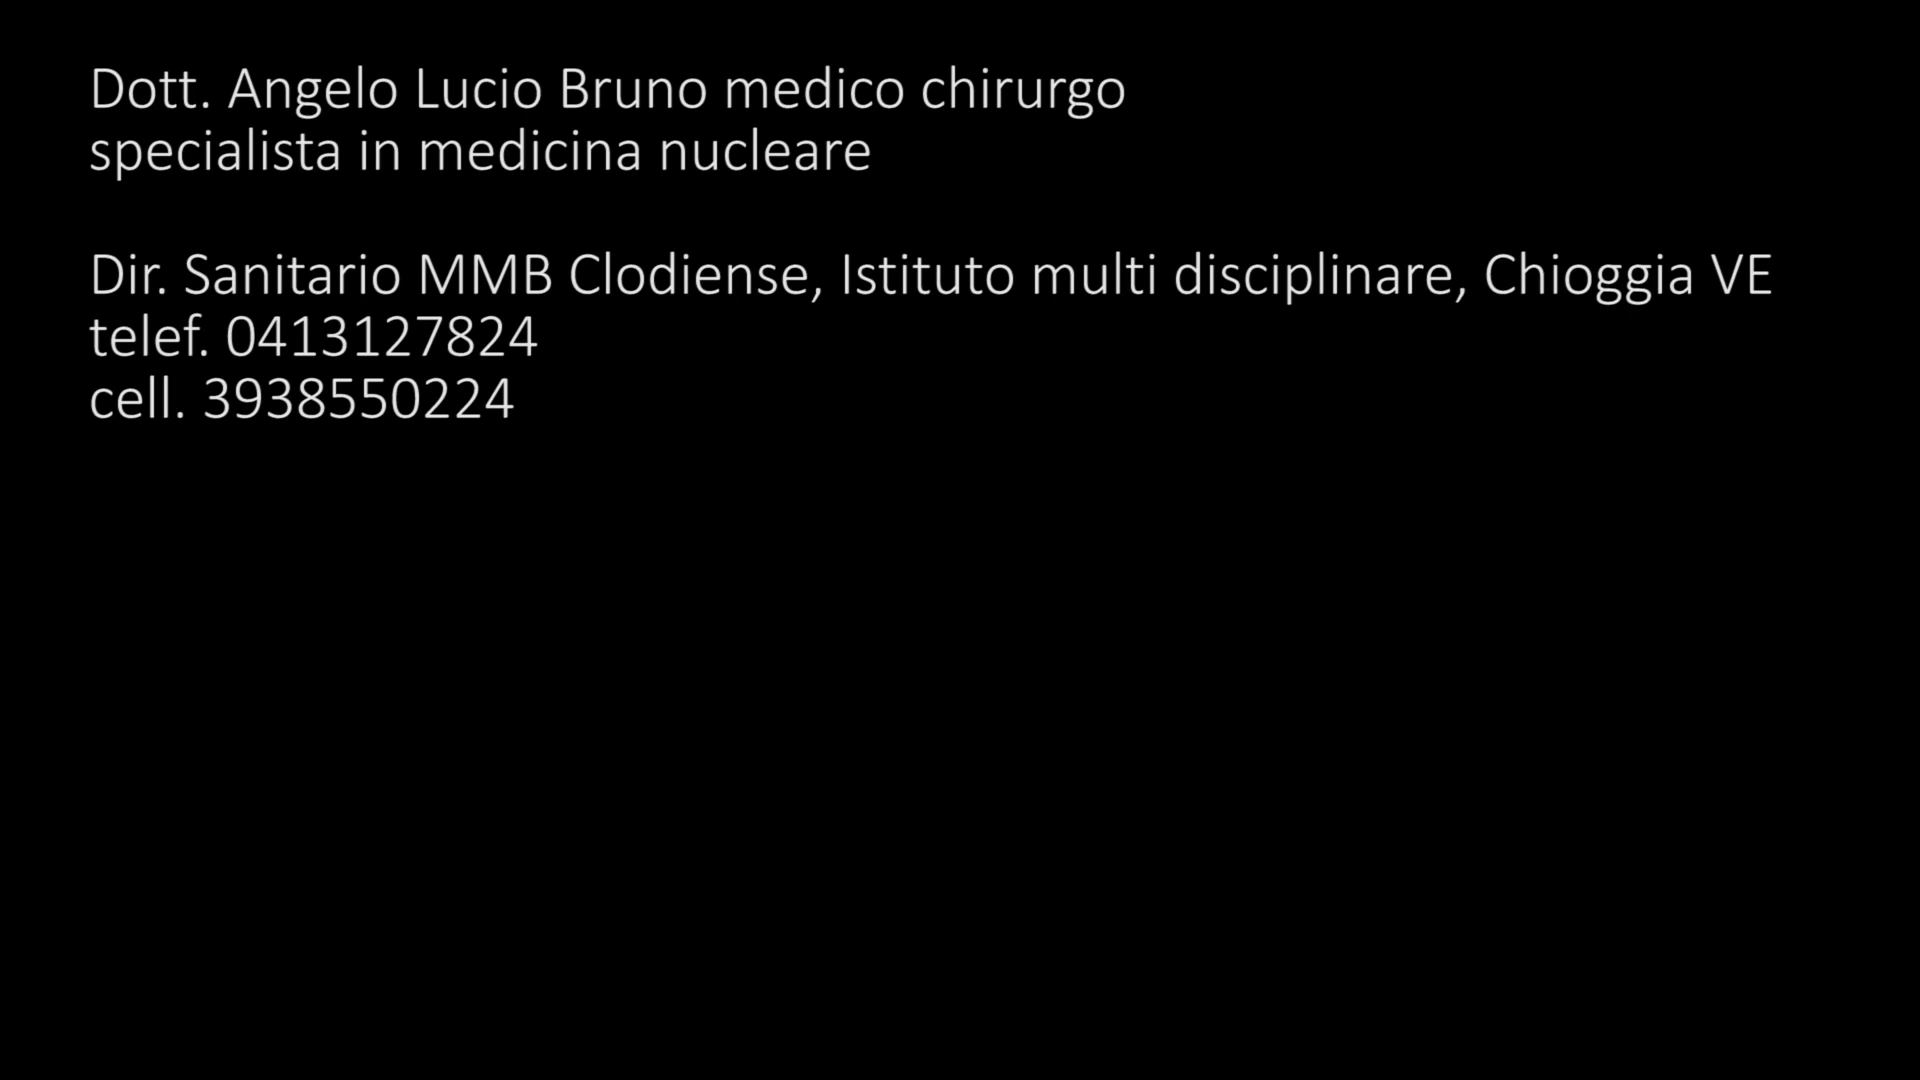 Dott. Angelo Lucio Bruno medico chirurgo
specialista in medicina nucleare
Dir. Sanitario MMB Clodiense, Istituto multi disciplinare, Chioggia VE
telef. 0413127824
cell. 3938550224